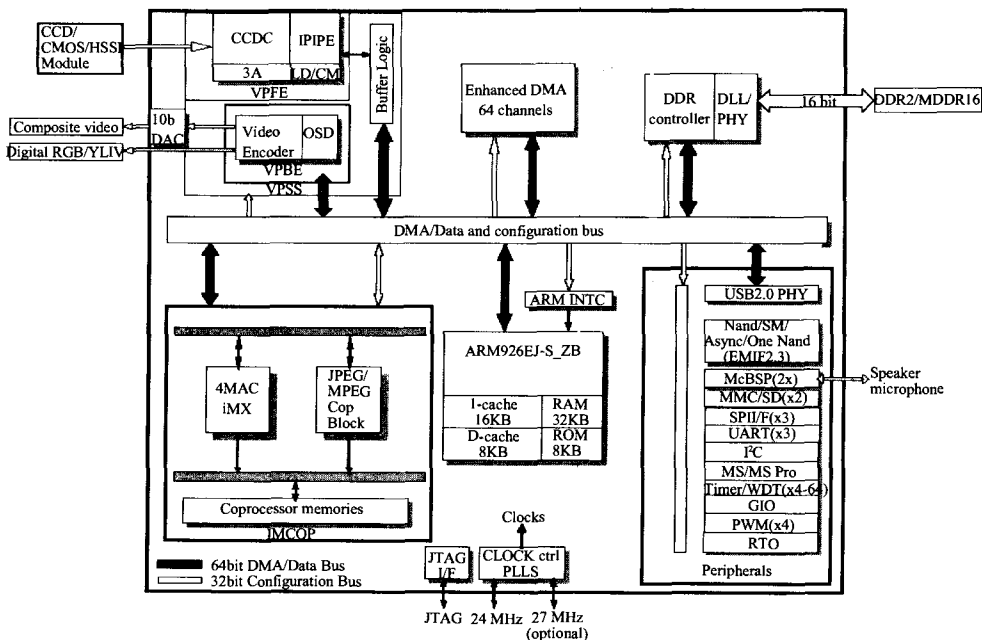 CCD/
CMOS/HSSI
Module
CCDC
IPIPE
3A
LD/CM
VPFE
Buffer Logic
Enhanced DMA
64 channels
DDR
controller
DLL/
PHY
16 bit
DDR2/MDDR16
Composite video
10b
DAC
Digital RGB/YLIV
Video
Encoder
OSD
VPBE
VPSS
DMA/Data and configuration bus
4MAC
iMX
JPEG/
MPEG
Cop
Block
Coprocessor memories
IMCOP
ARM INTC
ARM926EJ-S_ZB
I-cache
16KB
RAM
32KB
D-cache
8KB
ROM
8KB
USB2.0 PHY
Nand/SM/
Async/One Nand
(EMIF2.3)
McBSP(2x)
MMC/SD(x2)
SPII/F(x3)
UART(x3)
I²C
MS/MS Pro
Timer/WDT(x4-64)
GIO
PWM(x4)
RTO
Peripherals
Speaker
microphone
Clocks
JTAG
I/F
CLOCK ctrl
PLLS
64bit DMA/Data Bus
32bit Configuration Bus
JTAG
24 MHz
27 MHz
(optional)